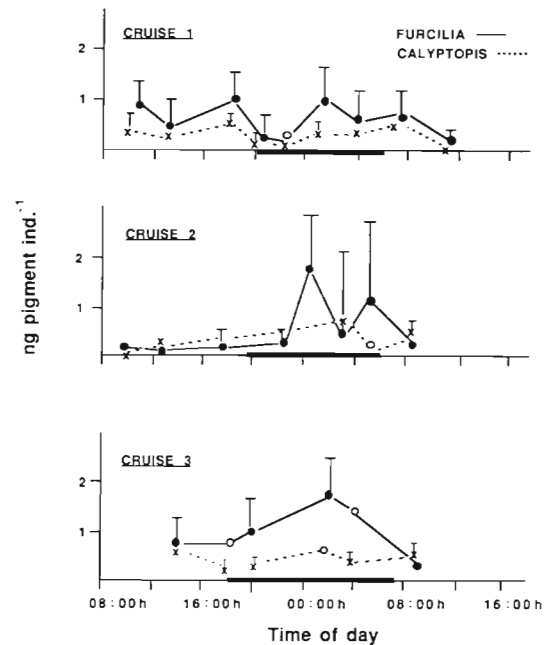 CRUISE 1
FURCILIA
CALYPTOPIS
2
1
CRUISE 2
2
1
CRUISE 3
2
1
ng pigment ind.⁻¹
08:00h 16:00h 00:00h 08:00h 16:00h
Time of day